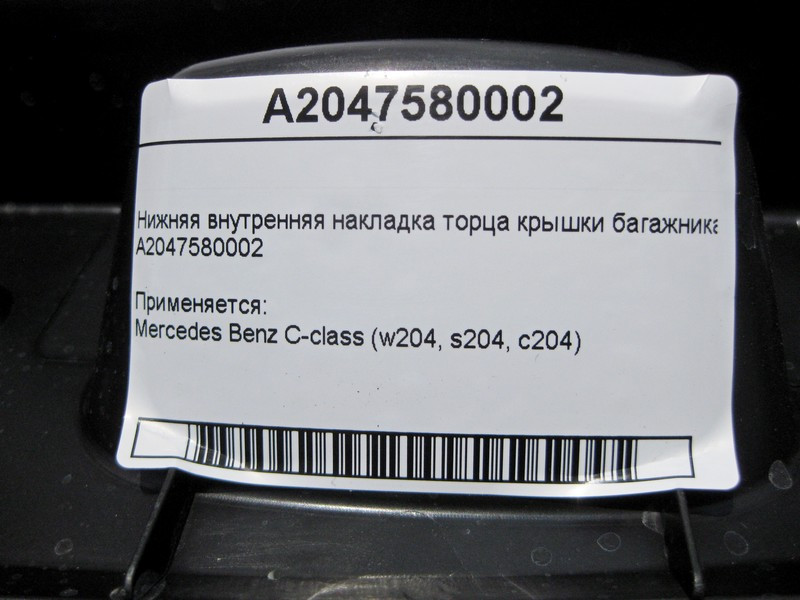 A2047580002
Нижняя внутренняя накладка торца крышки багажника
A2047580002
Применяется:
Mercedes Benz C-class (w204, s204, c204)